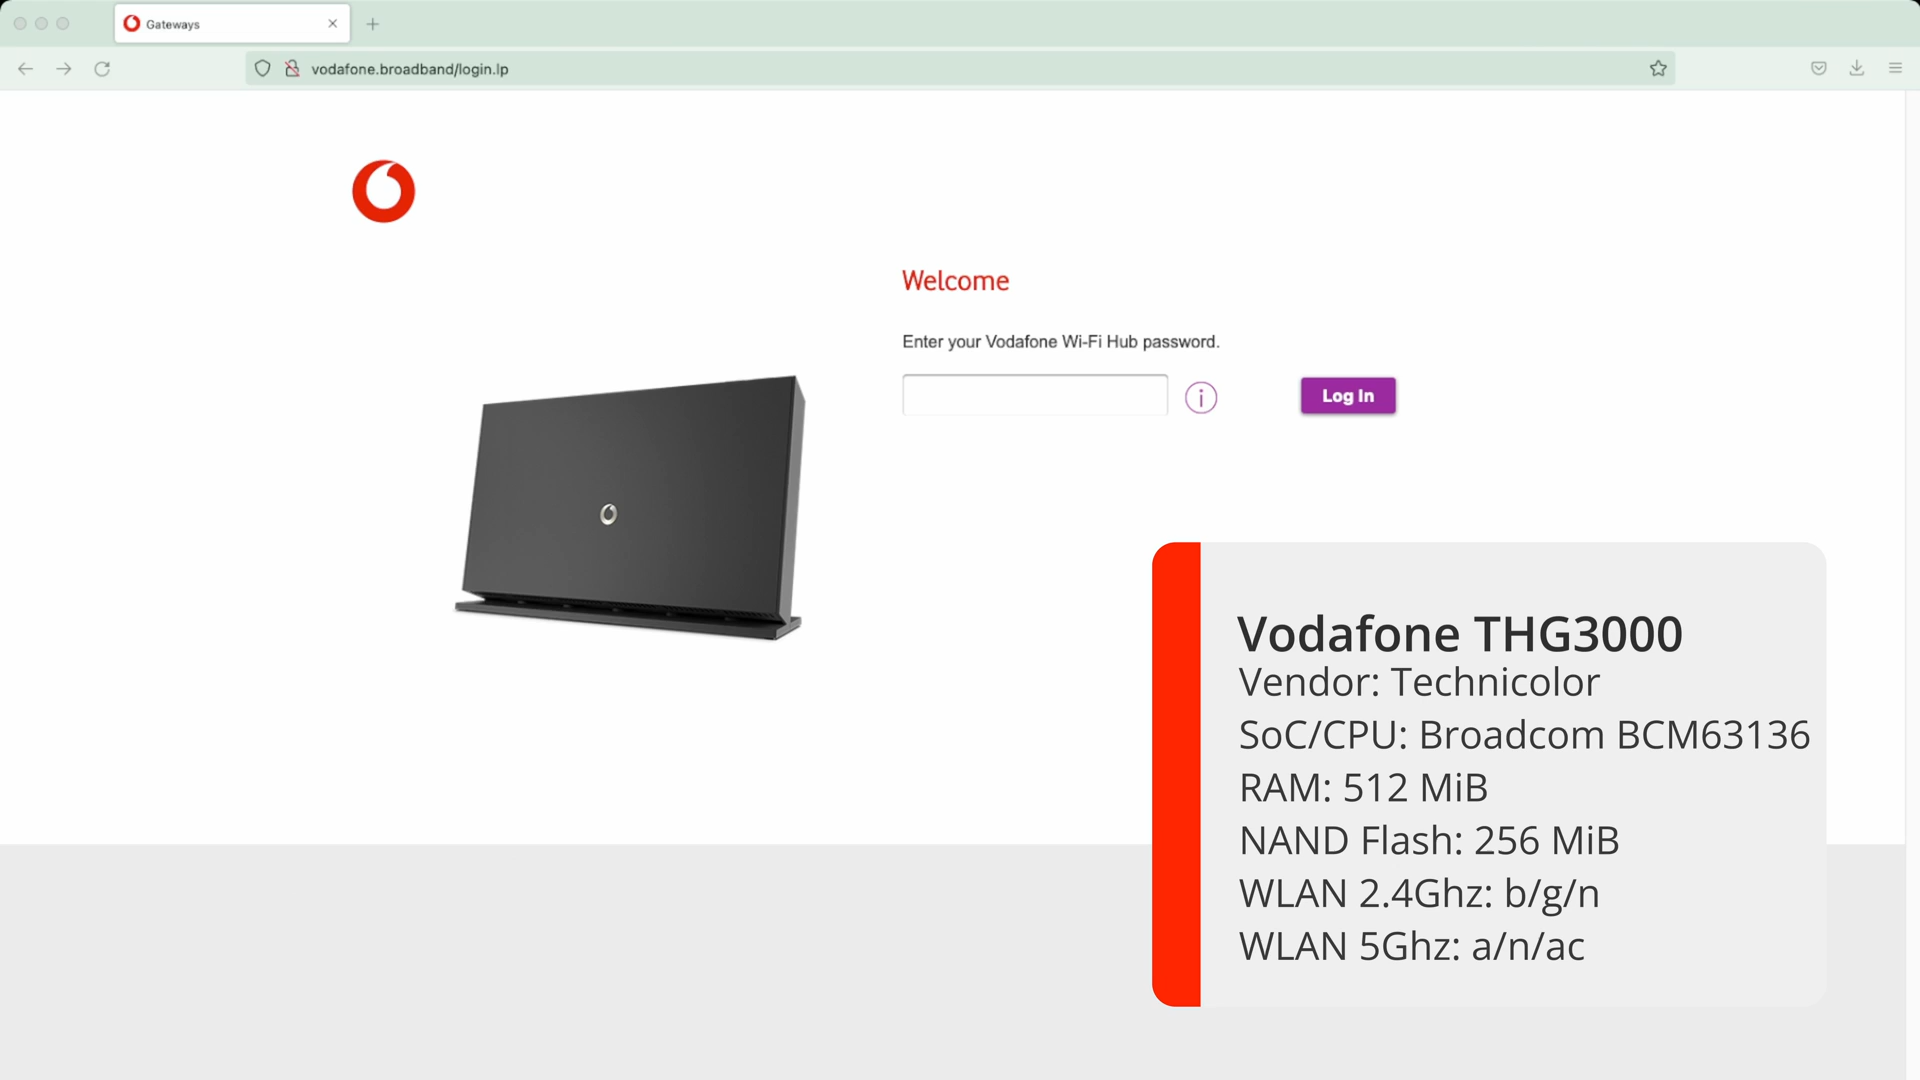 Gateways
vodafone.broadband/login.lp
Welcome
Enter your Vodafone Wi-Fi Hub password.
Log In
Vodafone THG3000
Vendor: Technicolor
SoC/CPU: Broadcom BCM63136
RAM: 512 MiB
NAND Flash: 256 MiB
WLAN 2.4Ghz: b/g/n
WLAN 5Ghz: a/n/ac